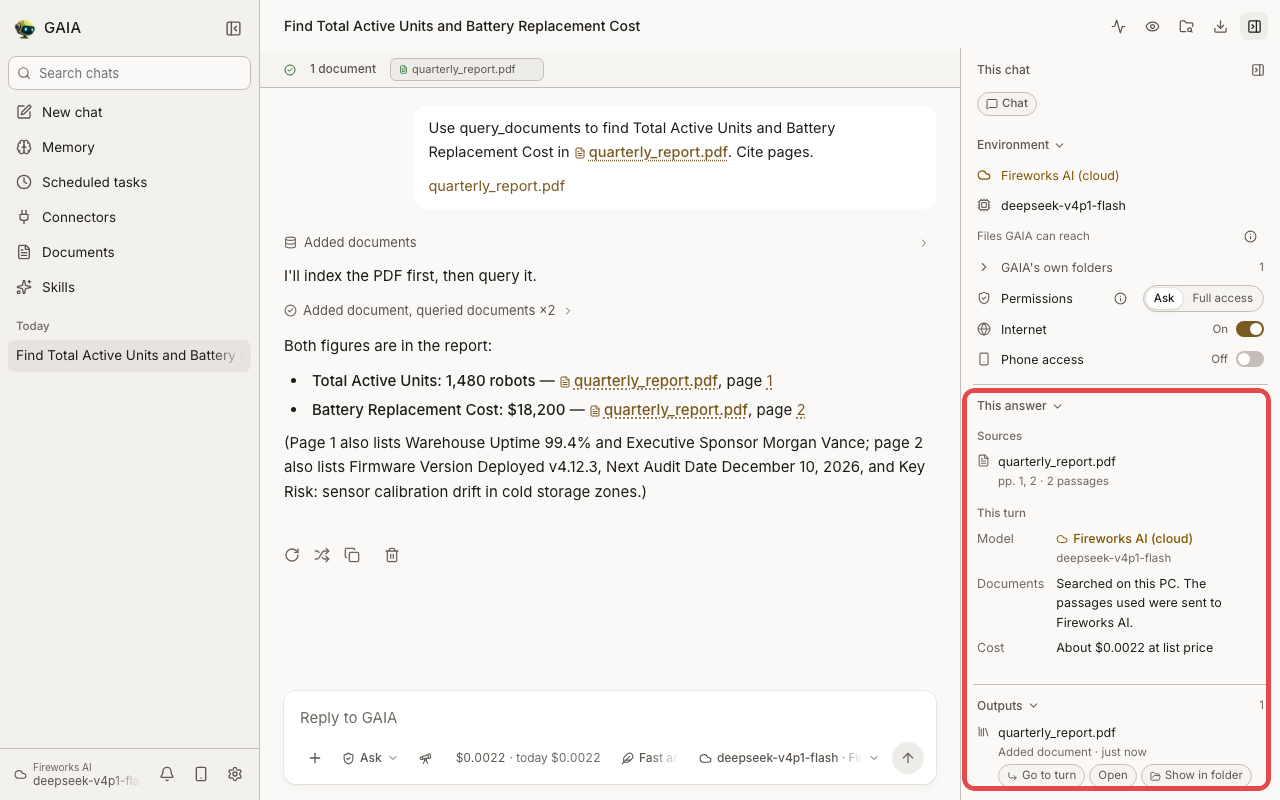 GAIA
Search chats
New chat
Memory
Scheduled tasks
Connectors
Documents
Skills
Today
Find Total Active Units and Battery
Fireworks AI
deepseek-v4p1-fla
Find Total Active Units and Battery Replacement Cost
1 document
quarterly_report.pdf
Use query_documents to find Total Active Units and Battery
Replacement Cost in quarterly_report.pdf. Cite pages.
quarterly_report.pdf
Added documents
I'll index the PDF first, then query it.
Added document, queried documents ×2
Both figures are in the report:
• Total Active Units: 1,480 robots — quarterly_report.pdf, page 1
• Battery Replacement Cost: $18,200 — quarterly_report.pdf, page 2
(Page 1 also lists Warehouse Uptime 99.4% and Executive Sponsor Morgan Vance; page 2
also lists Firmware Version Deployed v4.12.3, Next Audit Date December 10, 2026, and Key
Risk: sensor calibration drift in cold storage zones.)
Reply to GAIA
Ask $0.0022 · today $0.0022 Fast an deepseek-v4p1-flash · Fi
This chat
Chat
Environment
Fireworks AI (cloud)
deepseek-v4p1-flash
Files GAIA can reach
GAIA's own folders 1
Permissions Ask Full access
Internet On
Phone access Off
This answer
Sources
quarterly_report.pdf
pp. 1, 2 · 2 passages
This turn
Model Fireworks AI (cloud)
deepseek-v4p1-flash
Documents Searched on this PC. The
passages used were sent to
Fireworks AI.
Cost About $0.0022 at list price
Outputs 1
quarterly_report.pdf
Added document · just now
Go to turn Open Show in folder